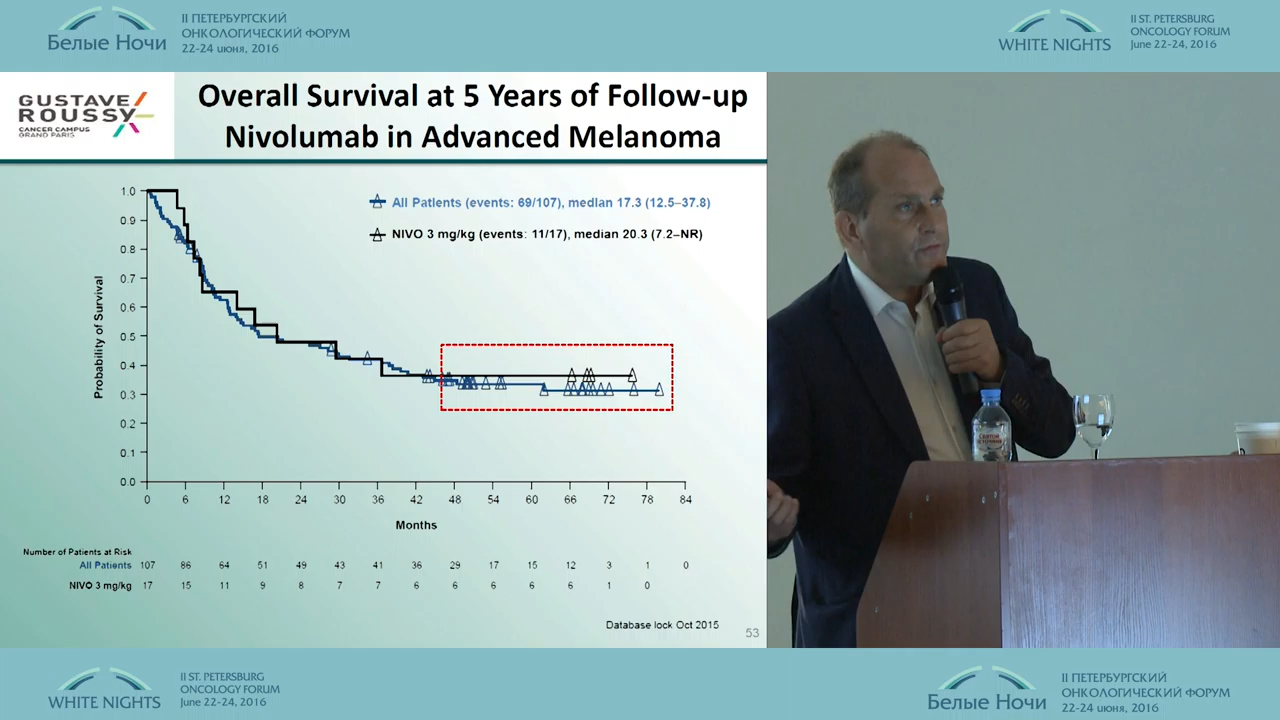 Белые Ночи
II ПЕТЕРБУРГСКИЙ
ОНКОЛОГИЧЕСКИЙ ФОРУМ
22-24 июня, 2016
WHITE NIGHTS
II ST. PETERSBURG
ONCOLOGY FORUM
June 22-24, 2016
GUSTAVE
ROUSSY
CANCER CAMPUS
GRAND PARIS
Overall Survival at 5 Years of Follow-up
Nivolumab in Advanced Melanoma
All Patients (events: 69/107), median 17.3 (12.5–37.8)
NIVO 3 mg/kg (events: 11/17), median 20.3 (7.2–NR)
Probability of Survival
1.0
0.9
0.8
0.7
0.6
0.5
0.4
0.3
0.2
0.1
0.0
0 6 12 18 24 30 36 42 48 54 60 66 72 78 84
Months
Number of Patients at Risk
All Patients 107 86 64 51 49 43 41 36 29 17 15 12 3 1 0
NIVO 3 mg/kg 17 15 11 9 8 7 7 6 6 6 6 6 1 0
Database lock Oct 2015
53
WHITE NIGHTS
II ST. PETERSBURG
ONCOLOGY FORUM
June 22-24, 2016
Белые Ночи
II ПЕТЕРБУРГСКИЙ
ОНКОЛОГИЧЕСКИЙ ФОРУМ
22-24 июня, 2016